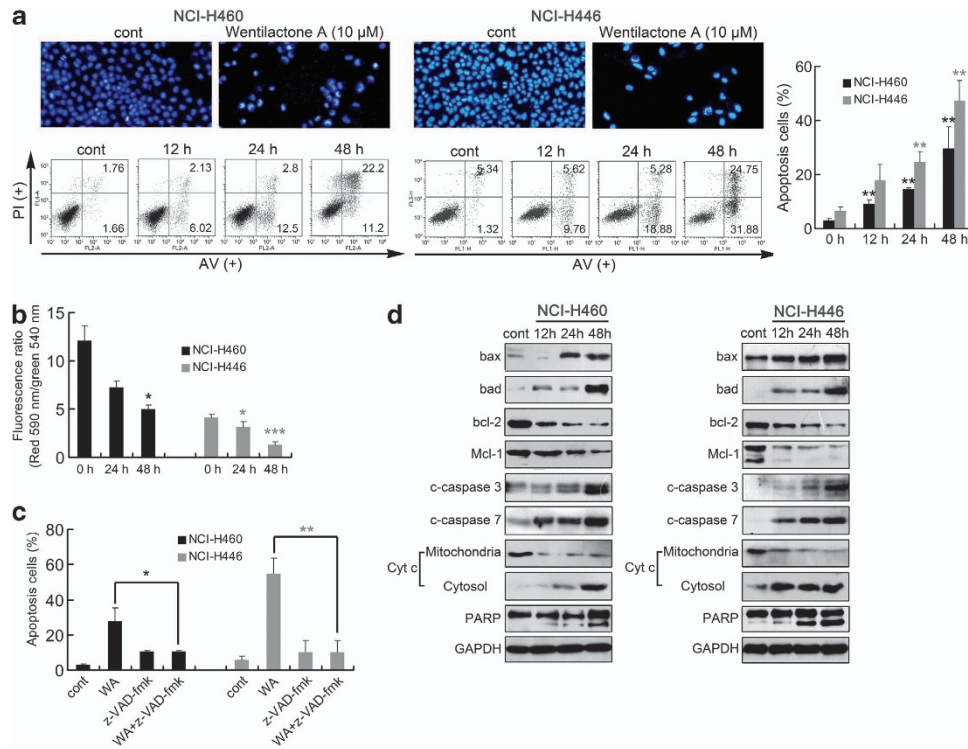 a
NCI-H460
NCI-H446
cont
Wentilactone A (10 μM)
cont
Wentilactone A (10 μM)
cont
12 h
24 h
48 h
cont
12 h
24 h
48 h
1.76
2.13
2.8
22.2
5.34
5.62
5.28
24.75
1.66
6.02
12.5
11.2
1.32
9.76
18.88
31.88
PI (+)
AV (+)
AV (+)
FL2-A
FL2-A
FL2-A
FL2-A
FL1-H
FL1-H
FL1-H
FL1-H
Apoptosis cells (%)
60
40
20
0
NCI-H460
NCI-H446
**
**
**
**
**
0 h
12 h
24 h
48 h
b
Fluorescence ratio
(Red 590 nm/green 540 nm
15
10
5
0
NCI-H460
NCI-H446
*
*
***
0 h
24 h
48 h
0 h
24 h
48 h
c
Apoptosis cells (%)
80
60
40
20
0
NCI-H460
NCI-H446
*
**
cont
WA
z-VAD-fmk
WA+z-VAD-fmk
cont
WA
z-VAD-fmk
WA+z-VAD-fmk
d
NCI-H460
cont 12h 24h 48h
bax
bad
bcl-2
Mcl-1
c-caspase 3
c-caspase 7
Cyt c
Mitochondria
Cytosol
PARP
GAPDH
NCI-H446
cont 12h 24h 48h
bax
bad
bcl-2
Mcl-1
c-caspase 3
c-caspase 7
Cyt c
Mitochondria
Cytosol
PARP
GAPDH